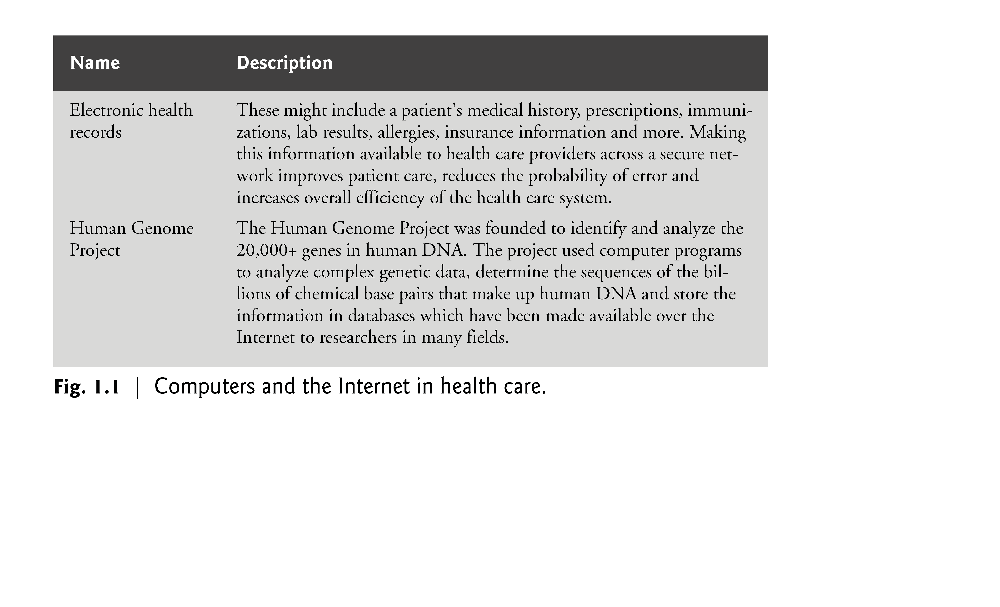 Name Description
Electronic health records
These might include a patient's medical history, prescriptions, immuni-
zations, lab results, allergies, insurance information and more. Making
this information available to health care providers across a secure net-
work improves patient care, reduces the probability of error and
increases overall efficiency of the health care system.
Human Genome Project
The Human Genome Project was founded to identify and analyze the
20,000+ genes in human DNA. The project used computer programs
to analyze complex genetic data, determine the sequences of the bil-
lions of chemical base pairs that make up human DNA and store the
information in databases which have been made available over the
Internet to researchers in many fields.
Fig. 1.1 | Computers and the Internet in health care.